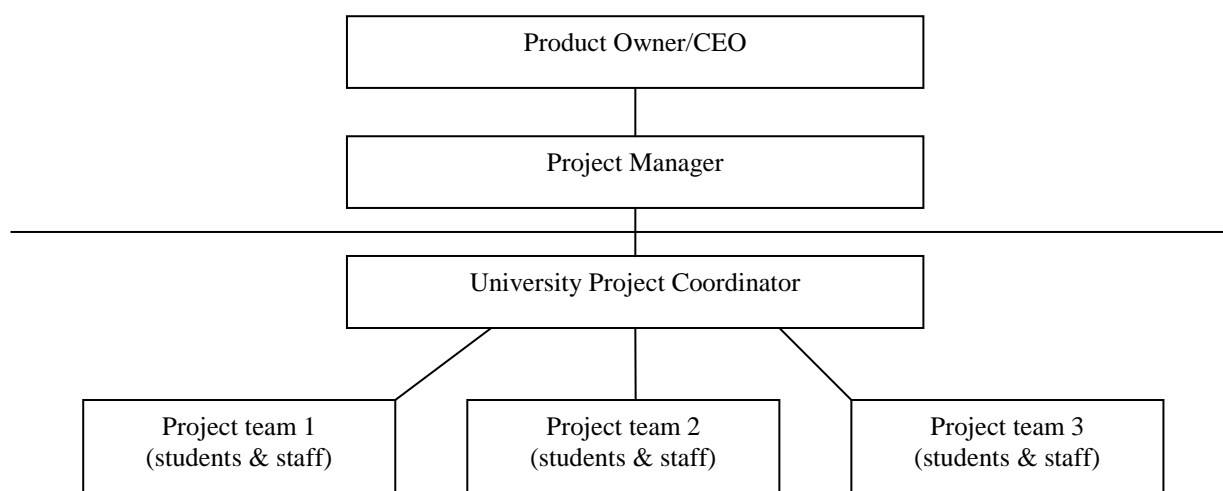 Product Owner/CEO
Project Manager
University Project Coordinator
Project team 1
(students & staff)
Project team 2
(students & staff)
Project team 3
(students & staff)